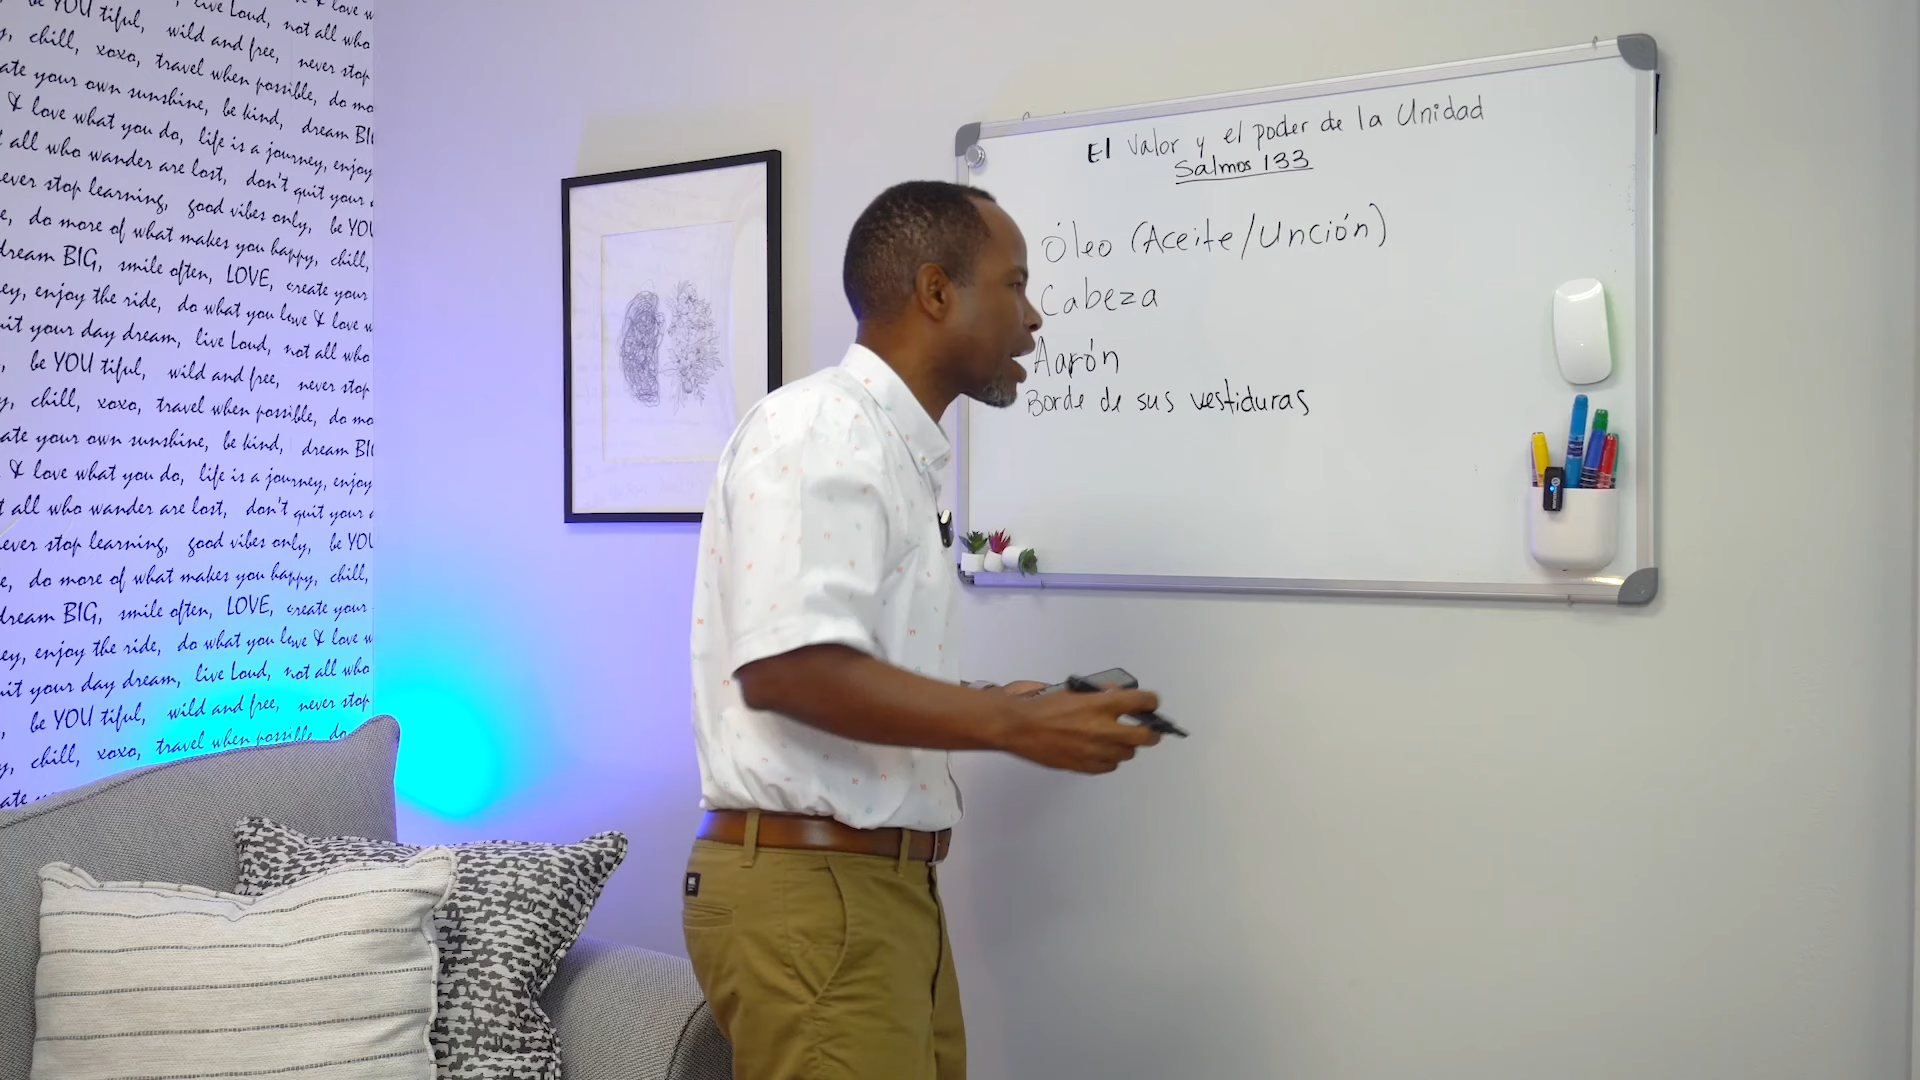 be YOU tiful, live Loud, not all who
wild and free, never stop
chill, xoxo, travel when possible, do mo
ate your own sunshine, be kind, dream BI
& love what you do, life is a journey, enjoy
t all who wander are lost, don't quit your
ever stop learning, good vibes only, be YOU
e, do more of what makes you happy, chill,
dream BIG, smile often, LOVE, create your
ey, enjoy the ride, do what you love & love w
uit your day dream, live Loud, not all who
, be YOU tiful, wild and free, never stop
y, chill, xoxo, travel when possible, do mo
ate your own sunshine, be kind, dream BI
& love what you do, life is a journey, enjoy
t all who wander are lost, don't quit your
ever stop learning, good vibes only, be YOU
e, do more of what makes you happy, chill,
dream BIG, smile often, LOVE, create your
ey, enjoy the ride, do what you love & love w
uit your day dream, live Loud, not all who
, be YOU tiful, wild and free, never stop
y, chill, xoxo, travel when possible, do
ate
El valor y el poder de la Unidad
Salmos 133
Óleo (Aceite/Unción)
Cabeza
Aarón
Borde de sus vestiduras